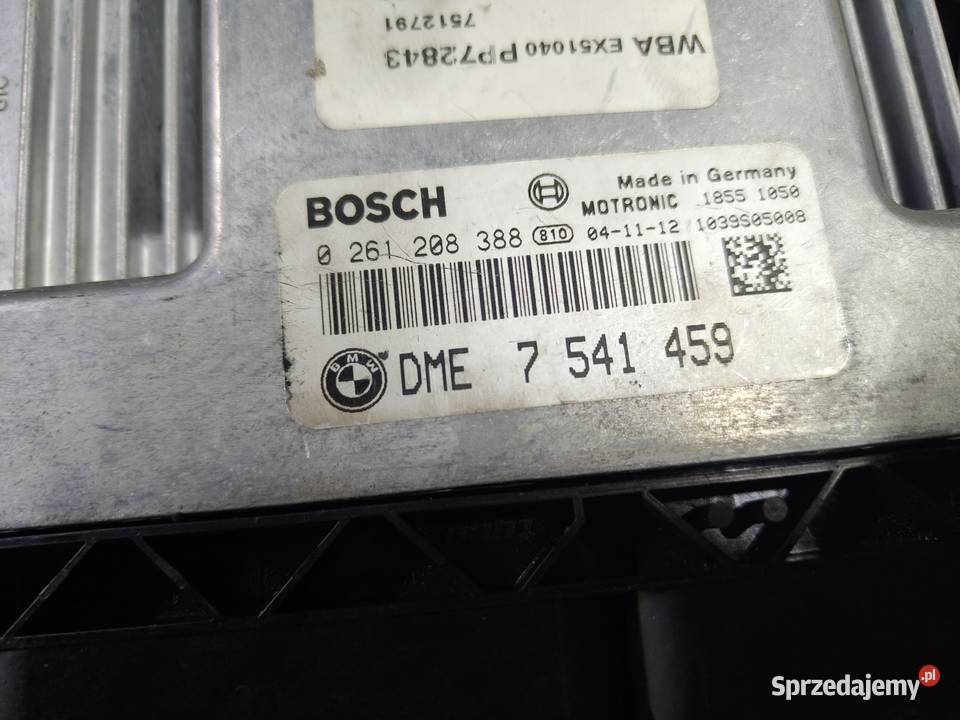 WBA EX51040 PP72843
7512791
BOSCH
Made in Germany
MOTRONIC 1855 1050
0 261 208 388 810 04-11-12 1039S05008
BMW
DME 7 541 459
Sprzedajemy.pl